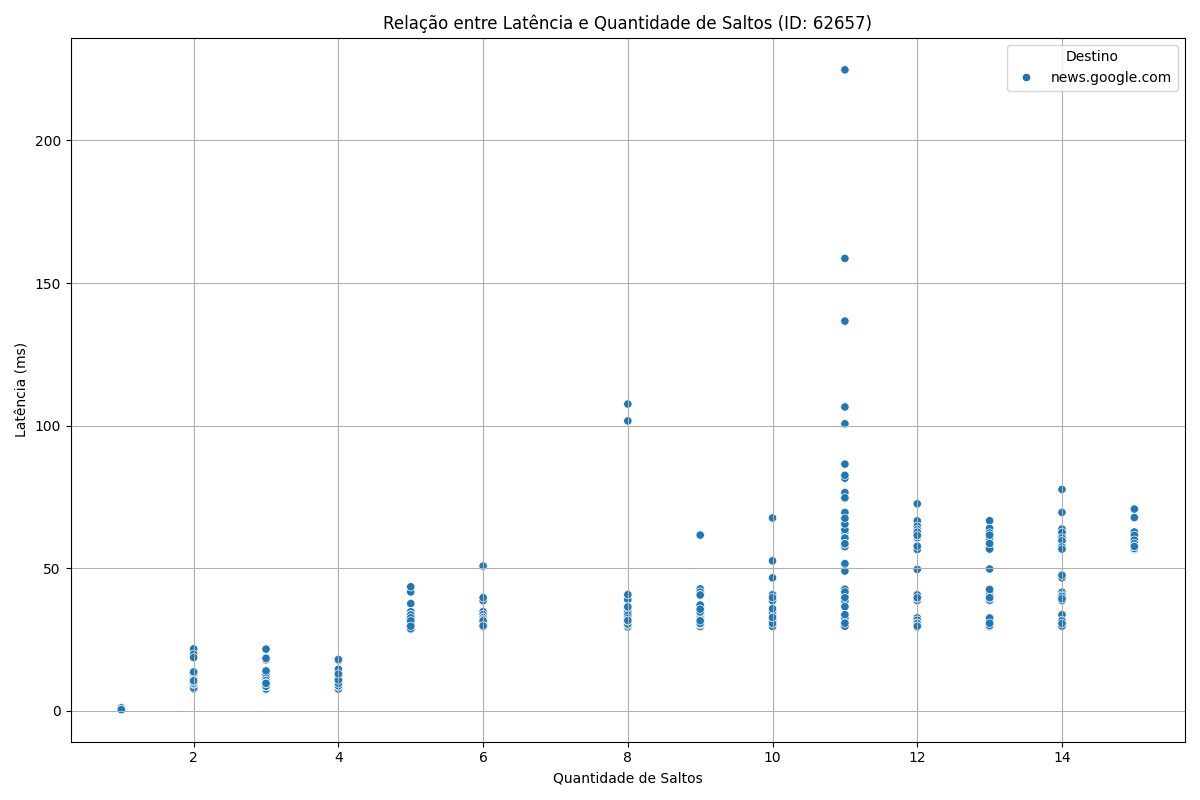 Relação entre Latência e Quantidade de Saltos (ID: 62657)
Destino
news.google.com
Latência (ms)
200
150
100
50
0
2 4 6 8 10 12 14
Quantidade de Saltos